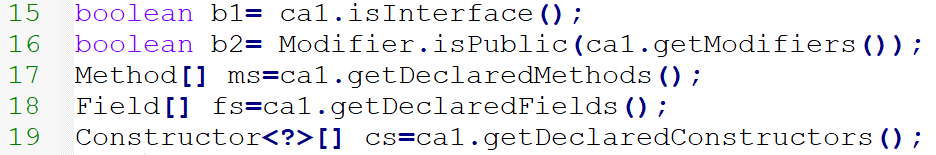 15 boolean b1= ca1.isInterface();
16 boolean b2= Modifier.isPublic(ca1.getModifiers());
17 Method[] ms=ca1.getDeclaredMethods();
18 Field[] fs=ca1.getDeclaredFields();
19 Constructor<?>[] cs=ca1.getDeclaredConstructors();